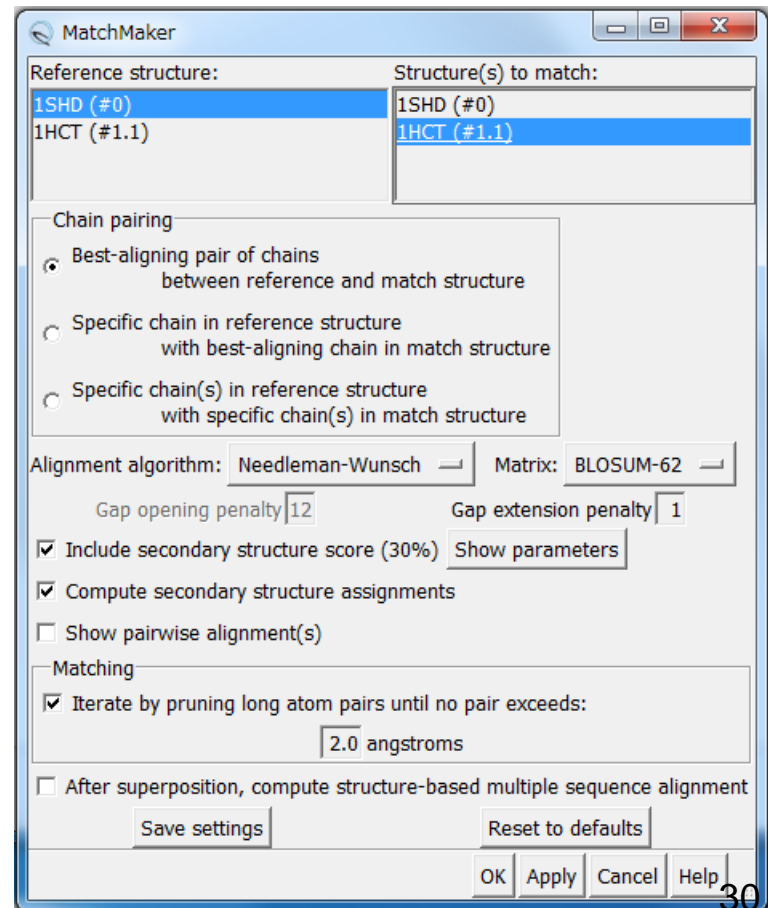 MatchMaker
Reference structure:
Structure(s) to match:
1SHD (#0)
1HCT (#1.1)
1SHD (#0)
1HCT (#1.1)
Chain pairing
Best-aligning pair of chains
between reference and match structure
Specific chain in reference structure
with best-aligning chain in match structure
Specific chain(s) in reference structure
with specific chain(s) in match structure
Alignment algorithm: Needleman-Wunsch Matrix: BLOSUM-62
Gap opening penalty 12 Gap extension penalty 1
Include secondary structure score (30%) Show parameters
Compute secondary structure assignments
Show pairwise alignment(s)
Matching
Iterate by pruning long atom pairs until no pair exceeds:
2.0 angstroms
After superposition, compute structure-based multiple sequence alignment
Save settings Reset to defaults
OK Apply Cancel Help
30